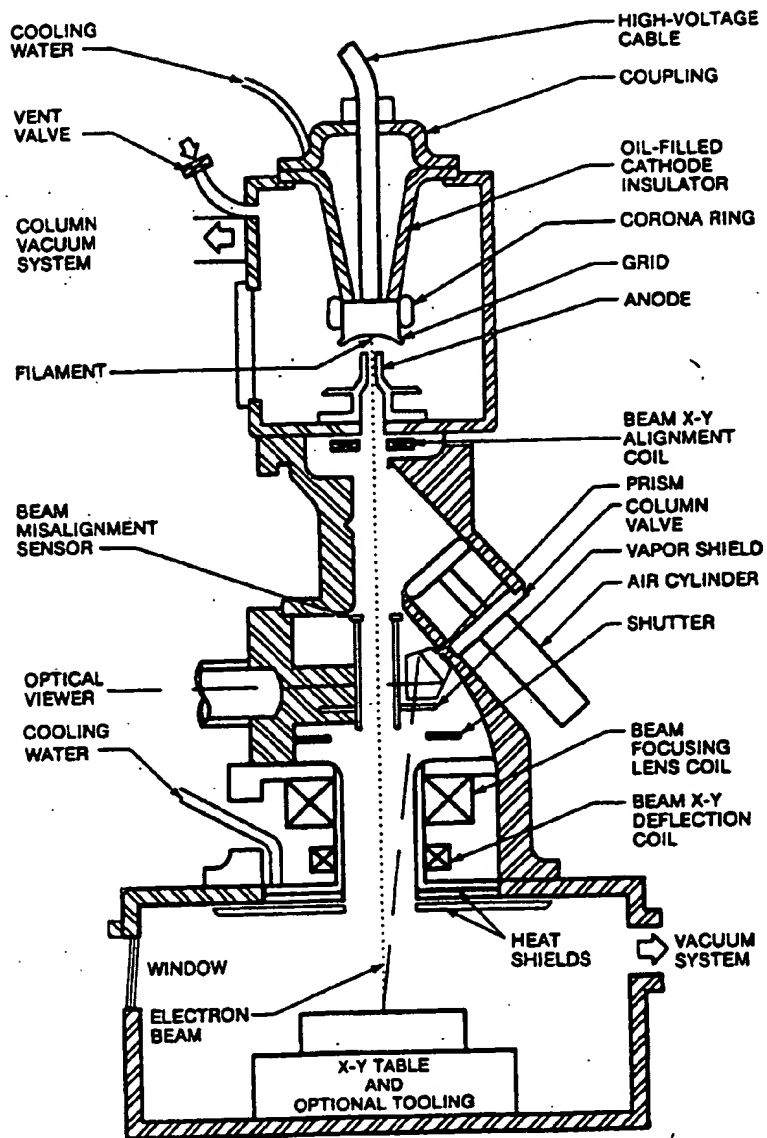 COOLING
WATER
HIGH-VOLTAGE
CABLE
COUPLING
VENT
VALVE
OIL-FILLED
CATHODE
INSULATOR
CORONA RING
COLUMN
VACUUM
SYSTEM
GRID
ANODE
FILAMENT
BEAM X-Y
ALIGNMENT
COIL
PRISM
COLUMN
VALVE
BEAM
MISALIGNMENT
SENSOR
VAPOR SHIELD
AIR CYLINDER
SHUTTER
OPTICAL
VIEWER
COOLING
WATER
BEAM
FOCUSING
LENS COIL
BEAM X-Y
DEFLECTION
COIL
HEAT
SHIELDS
VACUUM
SYSTEM
WINDOW
ELECTRON
BEAM
X-Y TABLE
AND
OPTIONAL TOOLING